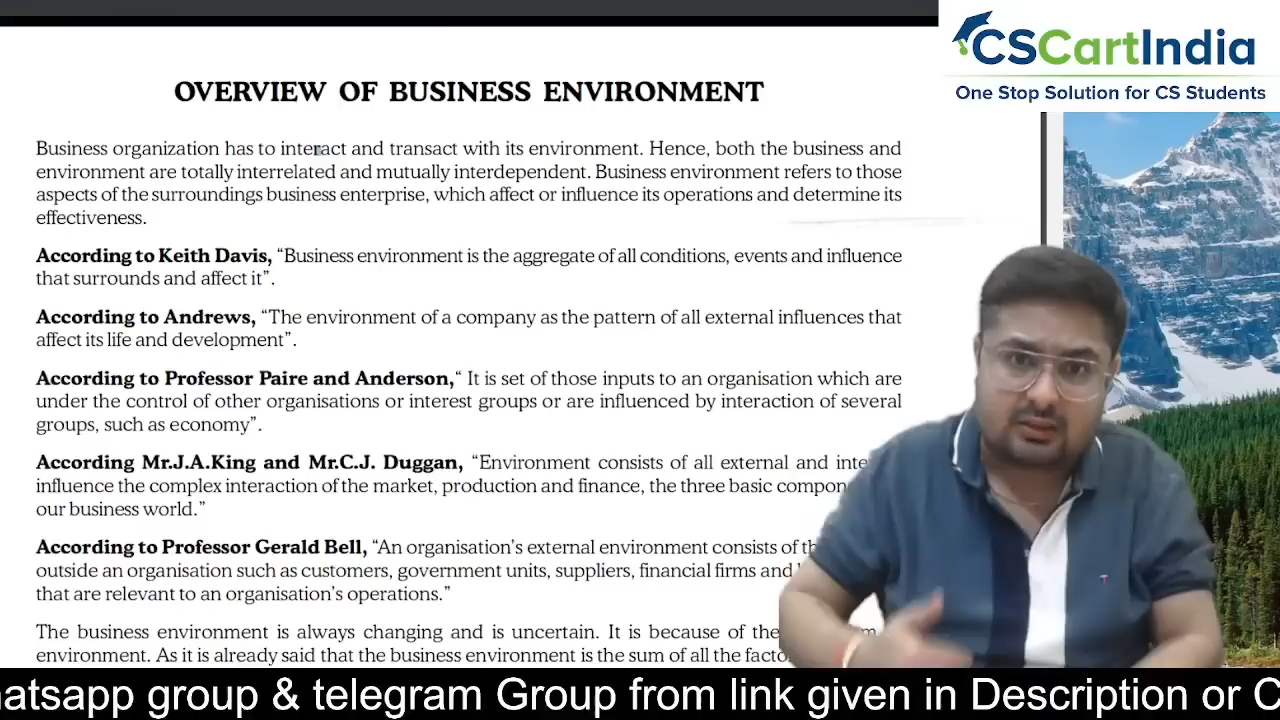 CSCartIndia
One Stop Solution for CS Students
OVERVIEW OF BUSINESS ENVIRONMENT
Business organization has to interact and transact with its environment. Hence, both the business and
environment are totally interrelated and mutually interdependent. Business environment refers to those
aspects of the surroundings business enterprise, which affect or influence its operations and determine its
effectiveness.
According to Keith Davis, “Business environment is the aggregate of all conditions, events and influence
that surrounds and affect it”.
According to Andrews, “The environment of a company as the pattern of all external influences that
affect its life and development”.
According to Professor Paire and Anderson,“ It is set of those inputs to an organisation which are
under the control of other organisations or interest groups or are influenced by interaction of several
groups, such as economy”.
According Mr.J.A.King and Mr.C.J. Duggan, “Environment consists of all external and
influence the complex interaction of the market, production and finance, the three basic
our business world.”
According to Professor Gerald Bell, “An organisation’s external environment consists of
outside an organisation such as customers, government units, suppliers, financial firms and
that are relevant to an organisation’s operations.”
The business environment is always changing and is uncertain. It is because of the
environment. As it is already said that the business environment is the sum of all the
group & telegram Group from link given in Description or